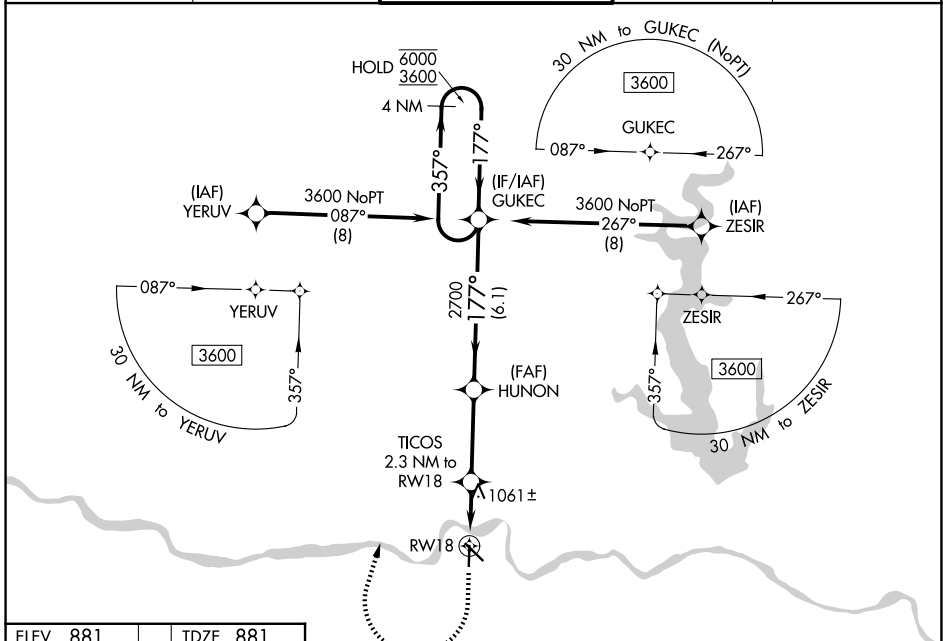 30 NM to GUKEC (NoPT)
HOLD 6000
3600
4 NM
3600
GUKEC
087°
267°
357°
177°
(IF/IAF)
GUKEC
(IAF)
YERUV
3600 NoPT
087°
(8)
3600 NoPT
267°
(8)
(IAF)
ZESIR
087°
YERUV
3600
357°
30 NM to YERUV
2700
177°
(6.1)
267°
ZESIR
3600
357°
30 NM to ZESIR
(FAF)
HUNON
TICOS
2.3 NM to
RW18
1061±
RW18
ELEV 881 TDZE 881